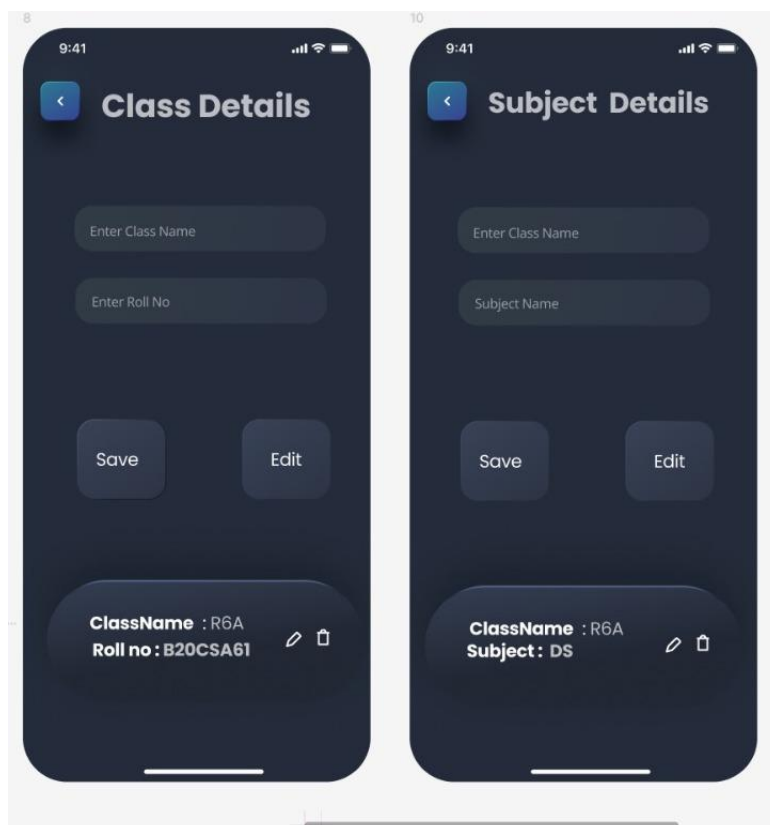 8
9:41
Class Details
Enter Class Name
Enter Roll No
Save
Edit
ClassName : R6A
Roll no : B20CSA61
10
9:41
Subject Details
Enter Class Name
Subject Name
Save
Edit
ClassName : R6A
Subject : DS